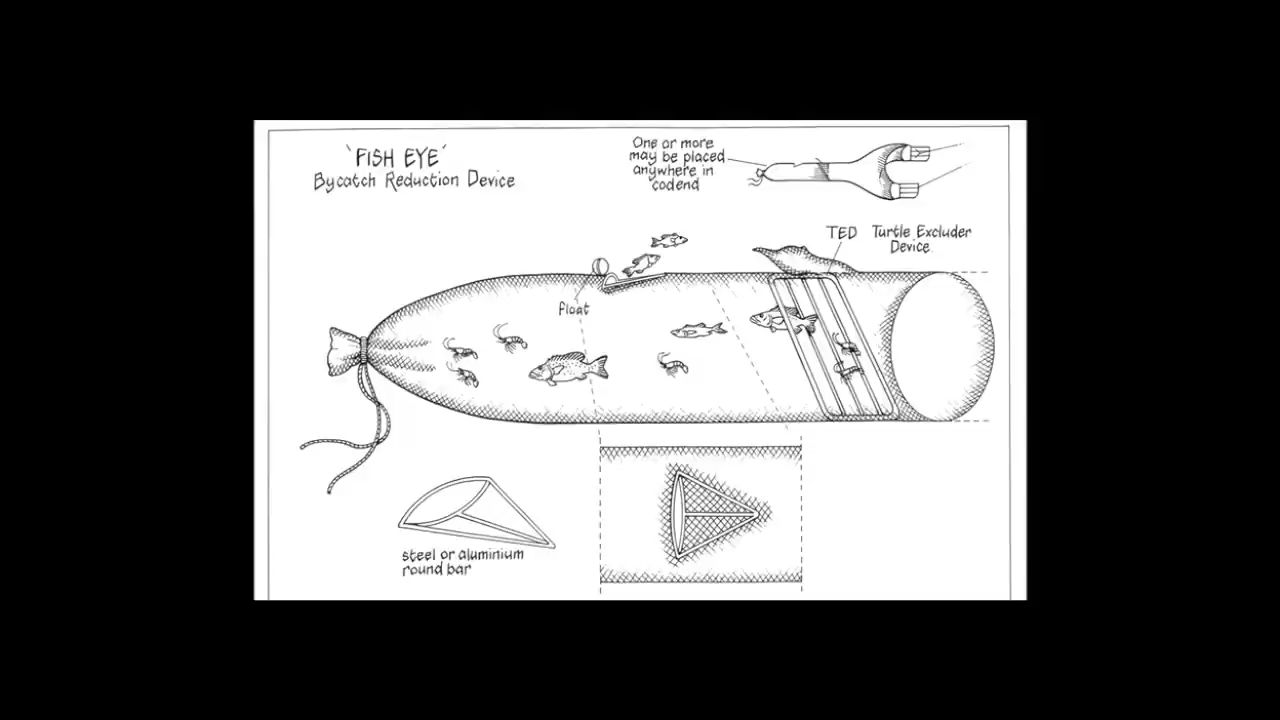 'FISH EYE'
Bycatch Reduction Device
One or more
may be placed
anywhere in
codend
TED Turtle Excluder
Device
float
steel or aluminium
round bar